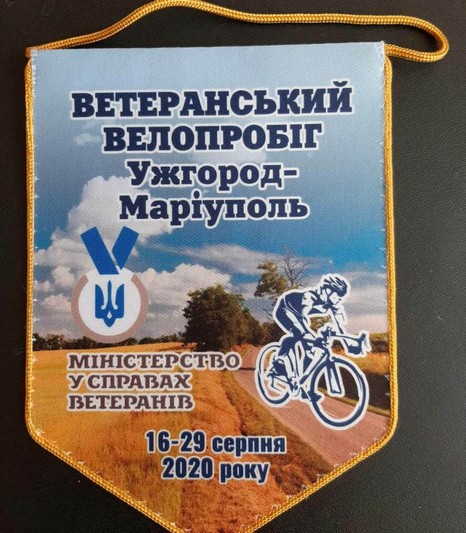 ВЕТЕРАНСЬКИЙ
ВЕЛОПРОБІГ
Ужгород-
Маріуполь
МІНІСТЕРСТВО
У СПРАВАХ
ВЕТЕРАНІВ
16-29 серпня
2020 року